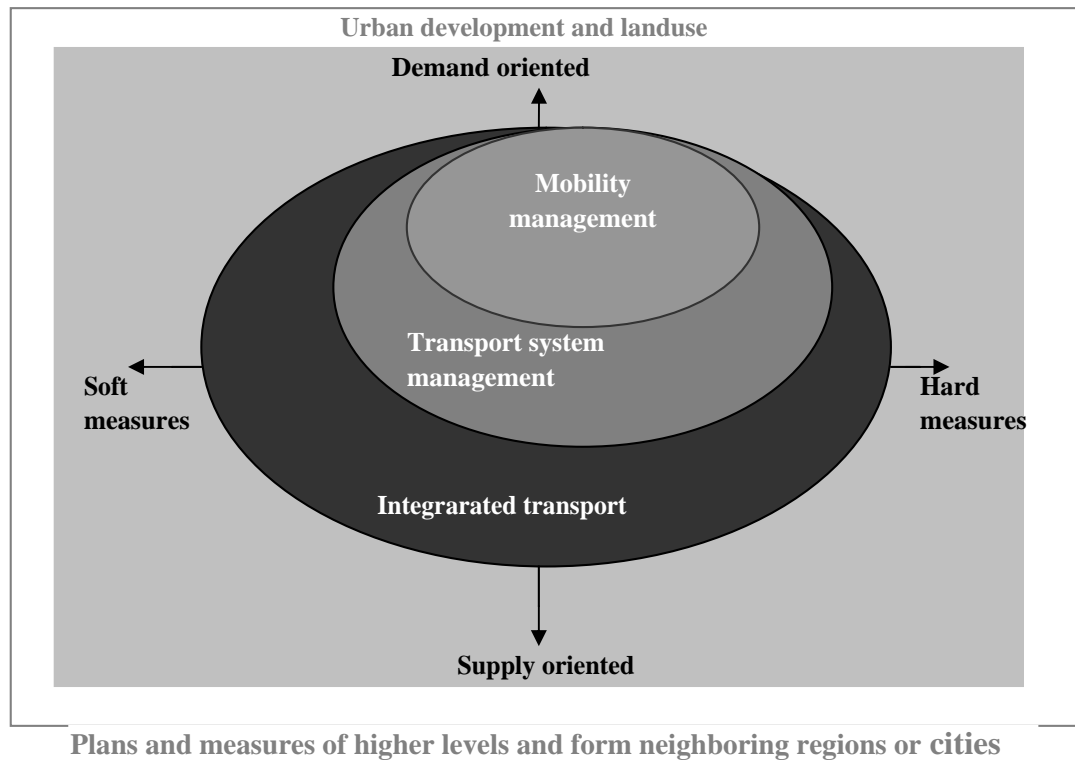 Urban development and landuse
Demand oriented
Mobility
management
Transport system
management
Soft
measures
Hard
measures
Integrarated transport
Supply oriented
Plans and measures of higher levels and form neighboring regions or cities